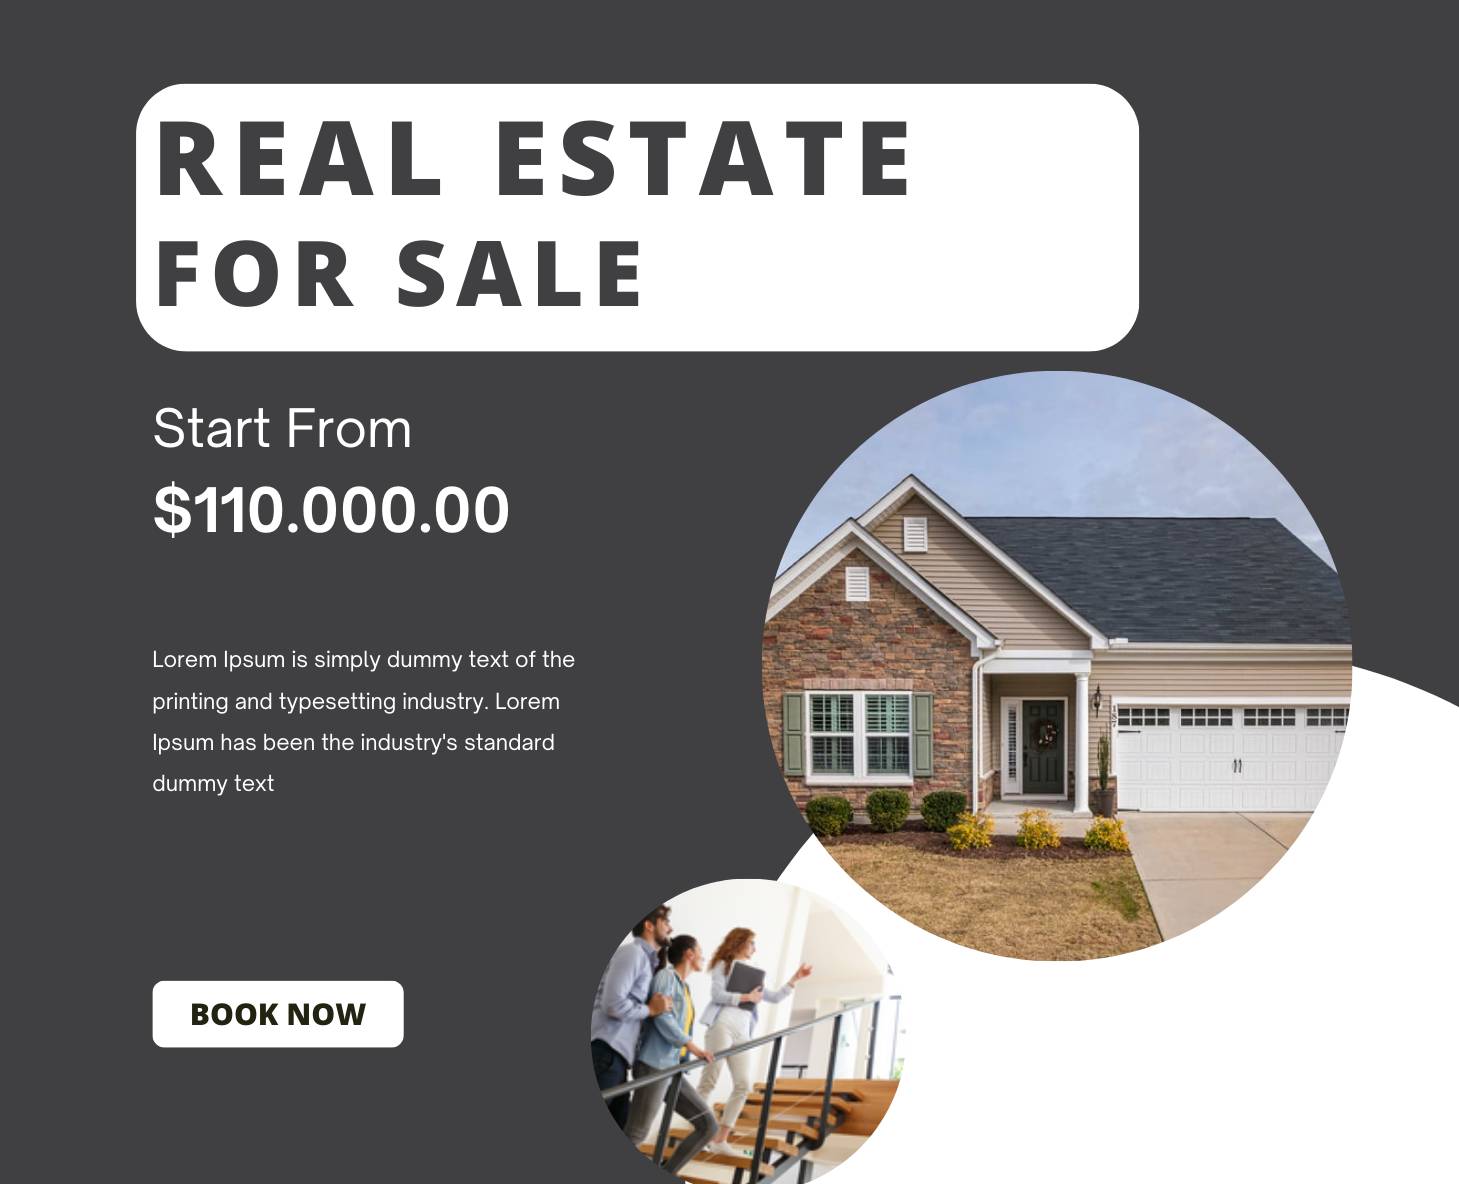 REAL ESTATE
FOR SALE
Start From
$110.000.00
Lorem Ipsum is simply dummy text of the
printing and typesetting industry. Lorem
Ipsum has been the industry's standard
dummy text
BOOK NOW